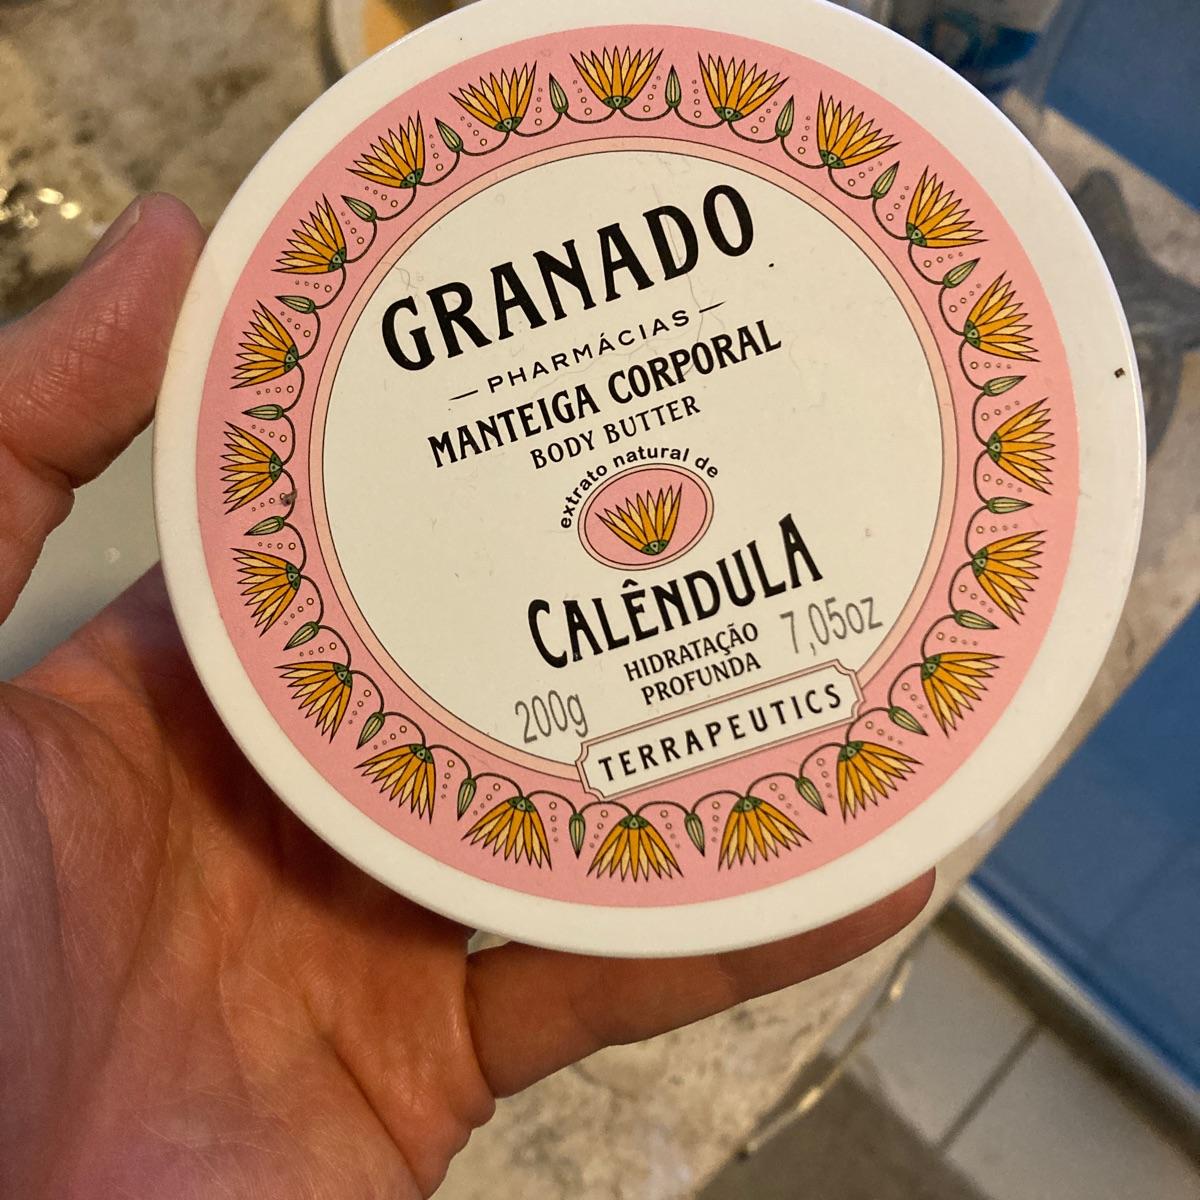 GRANADO
PHARMÁCIAS
MANTEIGA CORPORAL
BODY BUTTER
extrato natural de
CALÊNDULA
HIDRATAÇÃO
PROFUNDA
200g
7,05oz
TERRAPEUTICS